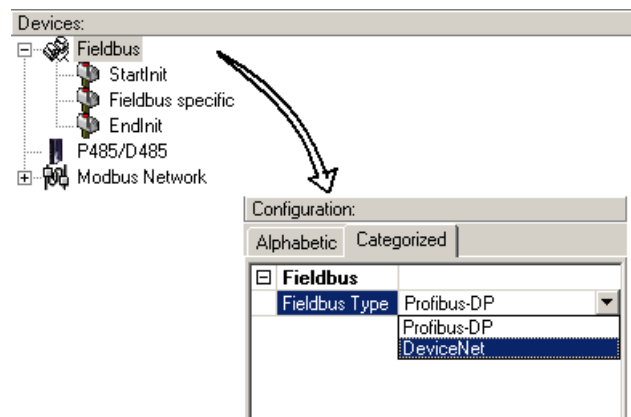 Devices:
Fieldbus
StartInit
Fieldbus specific
EndInit
P485/D485
Modbus Network
Configuration:
Alphabetic Categorized
Fieldbus
Fieldbus Type Profibus-DP
Profibus-DP
DeviceNet